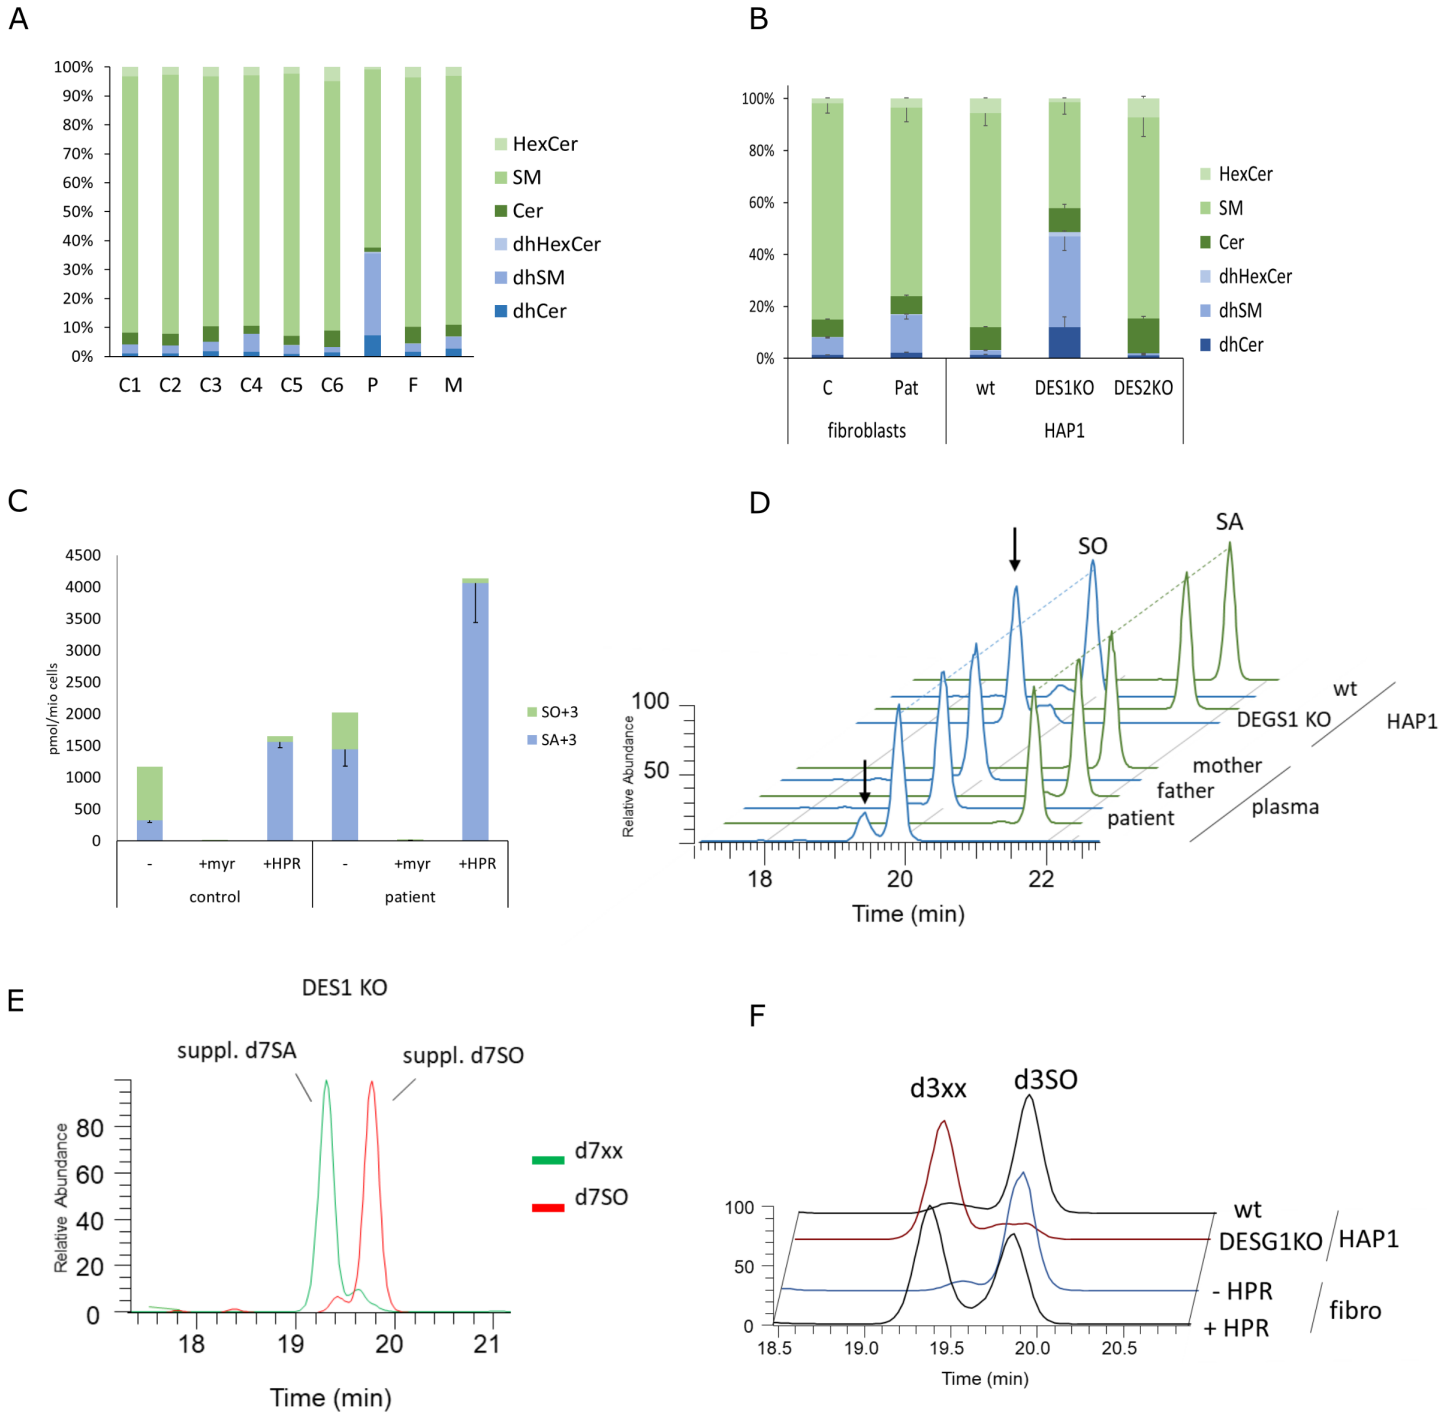 A
100%
90%
80%
70%
60%
50%
40%
30%
20%
10%
0%
C1 C2 C3 C4 C5 C6 P F M
HexCer
SM
Cer
dhHexCer
dhSM
dhCer
B
100%
80%
60%
40%
20%
0%
C Pat wt DES1KO DES2KO
fibroblasts HAP1
HexCer
SM
Cer
dhHexCer
dhSM
dhCer
C
pmol/mio cells
4500
4000
3500
3000
2500
2000
1500
1000
500
0
- +myr +HPR - +myr +HPR
control patient
SO+3
SA+3
D
SO
SA
Relative Abundance
100
50
0
18 20 22
Time (min)
wt
DEGS1 KO
HAP1
mother
father
patient
plasma
E
DES1 KO
suppl. d7SA
suppl. d7SO
Relative Abundance
80
60
40
20
0
18 19 20 21
Time (min)
d7xx
d7SO
F
d3xx
d3SO
100
50
0
18.5 19.0 19.5 20.0 20.5
Time (min)
wt
DESG1KO
HAP1
- HPR
+ HPR
fibro